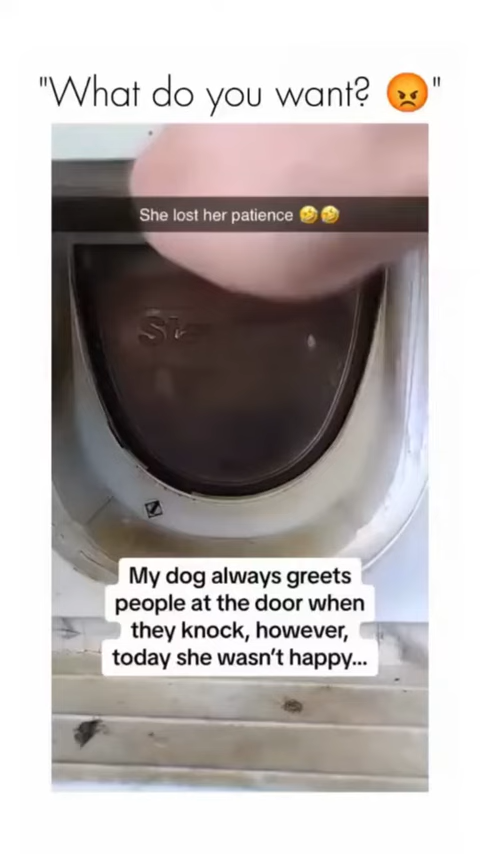 "What do you want? 😡"
She lost her patience 🤣🤣
My dog always greets
people at the door when
they knock, however,
today she wasn't happy...